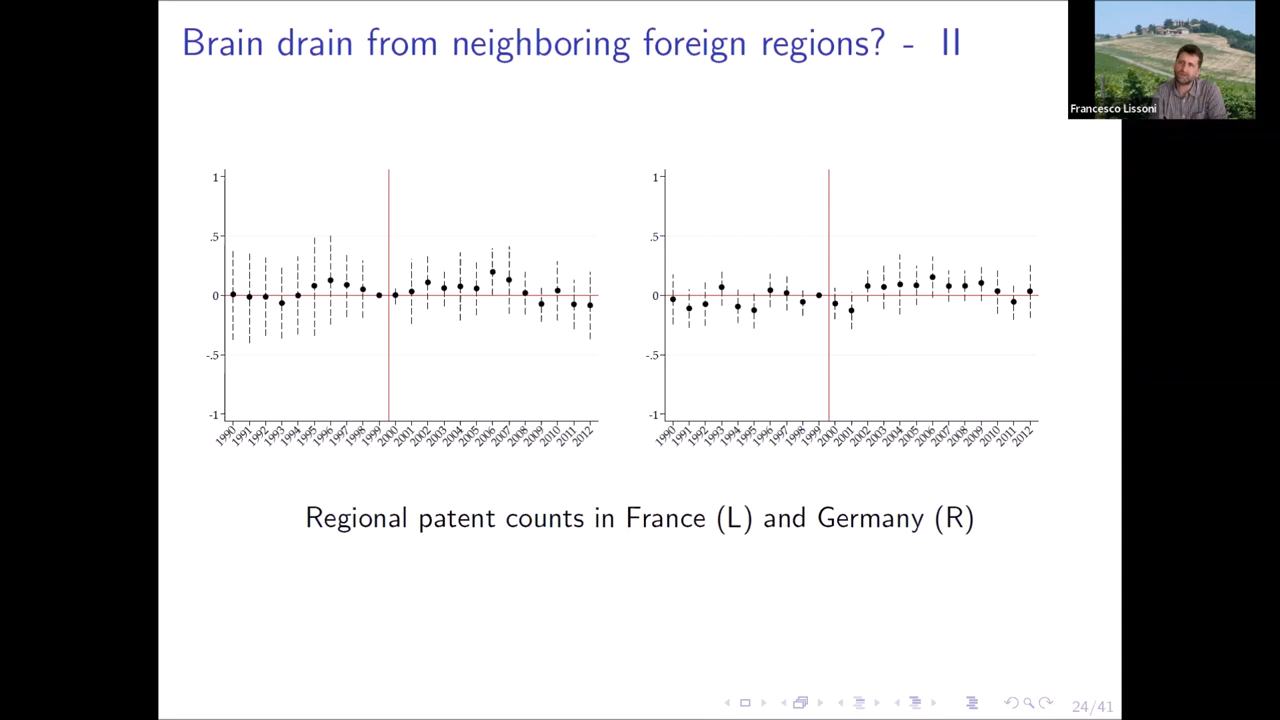 Brain drain from neighboring foreign regions? - II
Francesco Lissoni
1
.5
0
-.5
-1
1990 1991 1992 1993 1994 1995 1996 1997 1998 1999 2000 2001 2002 2003 2004 2005 2006 2007 2008 2009 2010 2011 2012
1
.5
0
-.5
-1
1990 1991 1992 1993 1994 1995 1996 1997 1998 1999 2000 2001 2002 2003 2004 2005 2006 2007 2008 2009 2010 2011 2012
Regional patent counts in France (L) and Germany (R)
24/41